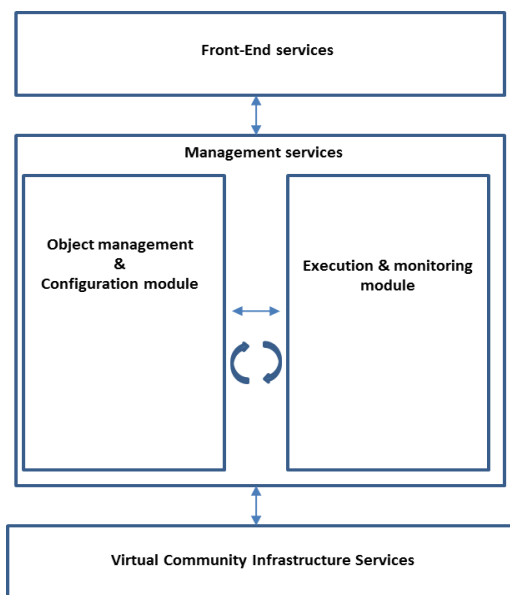 Front-End services
Management services
Object management
&
Configuration module
Execution & monitoring
module
Virtual Community Infrastructure Services